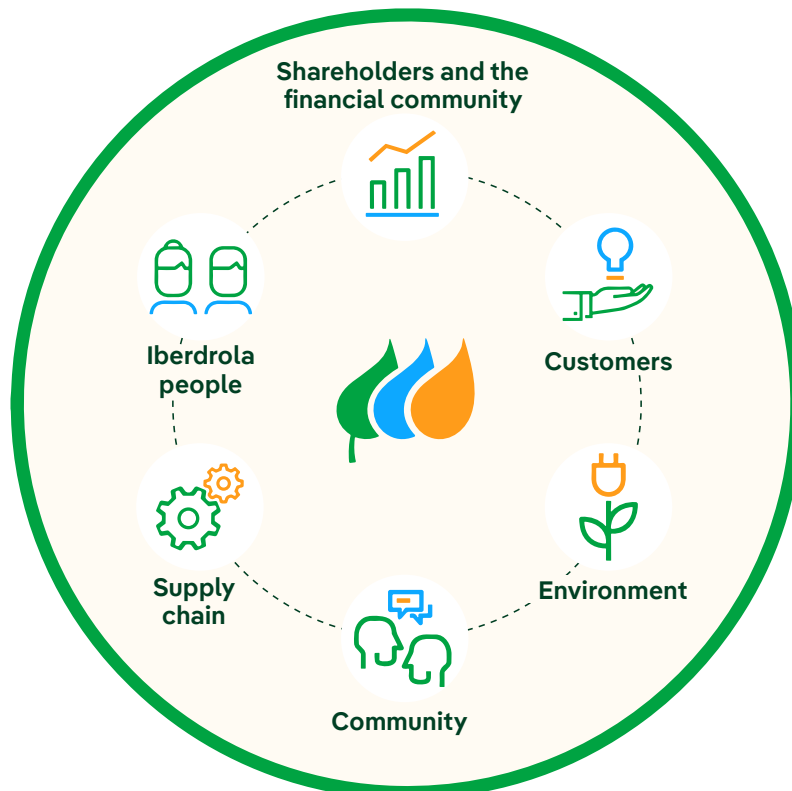 Shareholders and the
financial community
Iberdrola
people
Customers
Supply
chain
Environment
Community